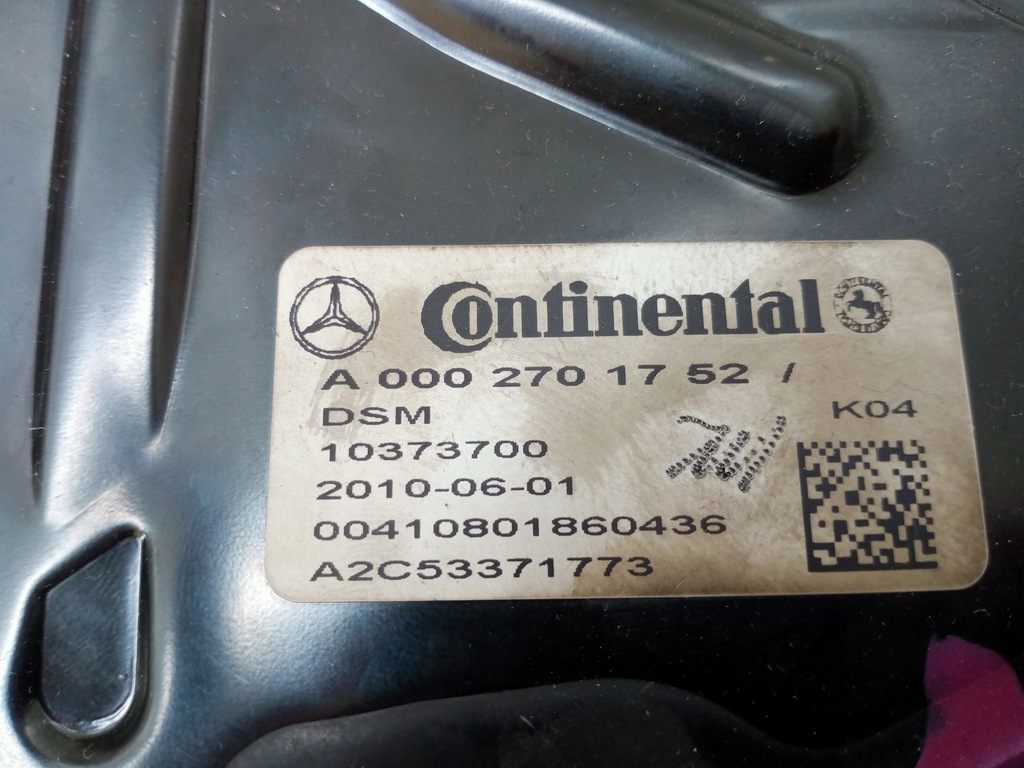 Continental
A 000 270 17 52 /
DSM
K04
10373700
2010-06-01
00410801860436
A2C53371773